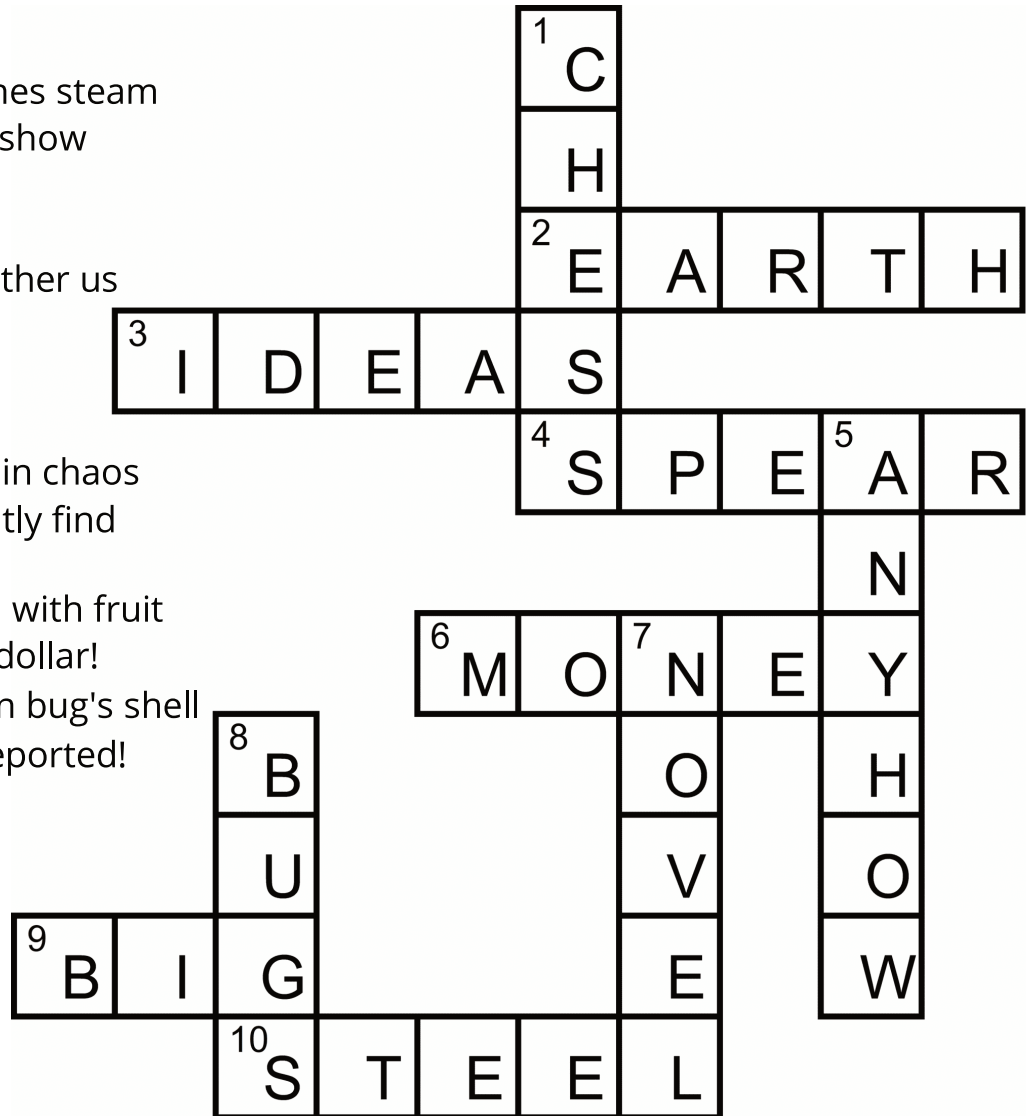 nes steam
show
ther us
in chaos
tly find
with fruit
dollar!
n bug's shell
eported!
1 C
H
2 E A R T H
3 I D E A S
4 S P E 5 A R
N
6 M O 7 N E Y
8 B O H
U V O
9 B I G E W
10 S T E E L